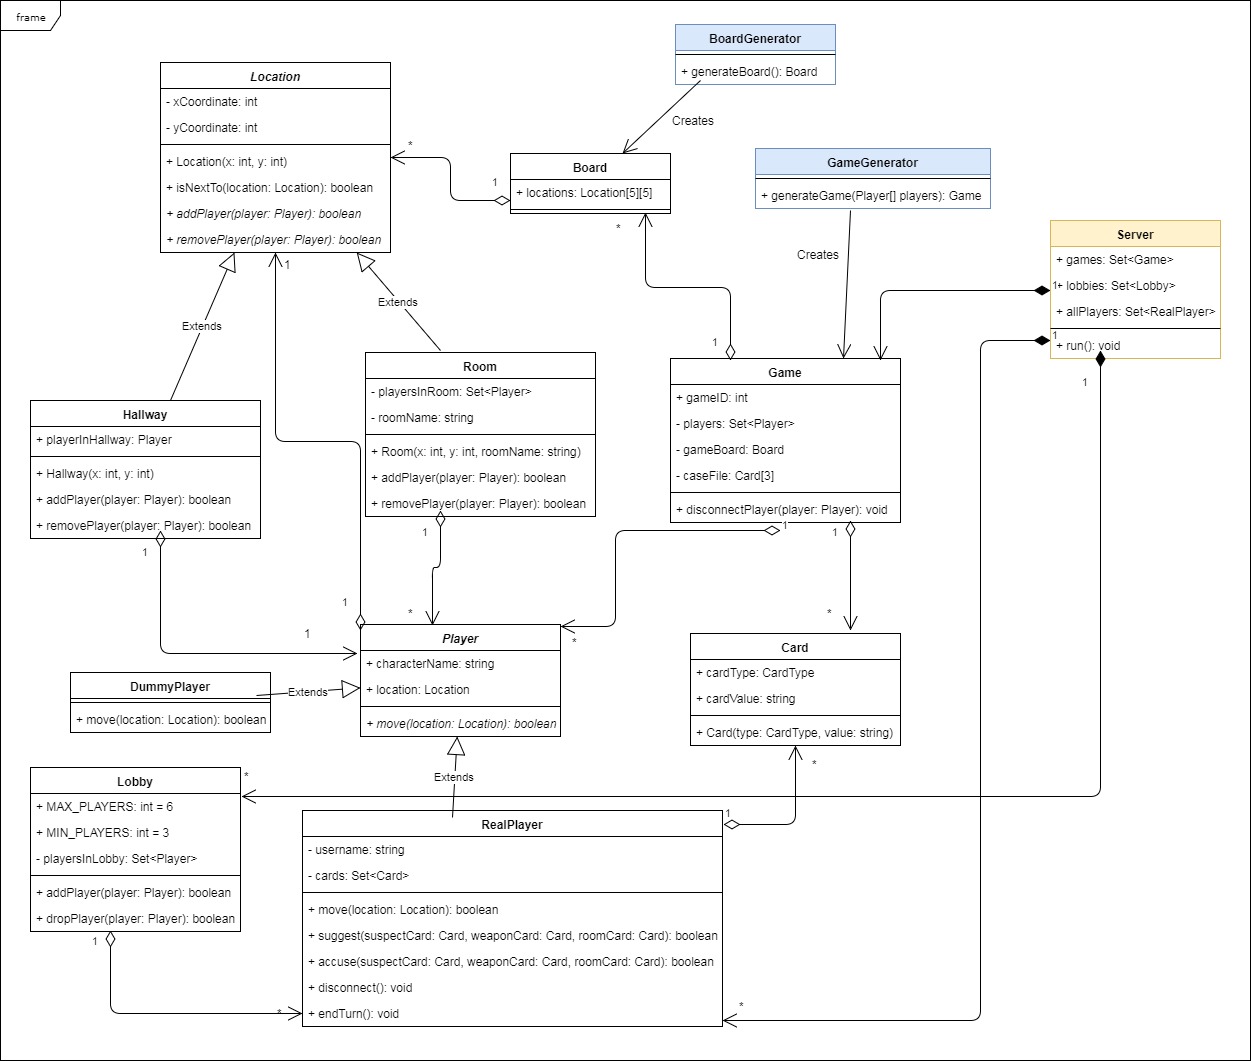 frame
BoardGenerator
+ generateBoard(): Board
Creates
Location
- xCoordinate: int
- yCoordinate: int
+ Location(x: int, y: int)
+ isNextTo(location: Location): boolean
+ addPlayer(player: Player): boolean
+ removePlayer(player: Player): boolean
*
1
Board
+ locations: Location[5][5]
*
GameGenerator
+ generateGame(Player[] players): Game
Creates
Server
+ games: Set<Game>
1
+ lobbies: Set<Lobby>
+ allPlayers: Set<RealPlayer>
1
+ run(): void
1
1
Extends
Extends
Room
- playersInRoom: Set<Player>
- roomName: string
+ Room(x: int, y: int, roomName: string)
+ addPlayer(player: Player): boolean
+ removePlayer(player: Player): boolean
1
*
1
Game
+ gameID: int
- players: Set<Player>
- gameBoard: Board
- caseFile: Card[3]
+ disconnectPlayer(player: Player): void
1
1
*
*
Hallway
+ playerInHallway: Player
+ Hallway(x: int, y: int)
+ addPlayer(player: Player): boolean
+ removePlayer(player: Player): boolean
1
1
1
Player
+ characterName: string
+ location: Location
+ move(location: Location): boolean
Card
+ cardType: CardType
+ cardValue: string
+ Card(type: CardType, value: string)
*
DummyPlayer
+ move(location: Location): boolean
Extends
Extends
Lobby
*
+ MAX_PLAYERS: int = 6
+ MIN_PLAYERS: int = 3
- playersInLobby: Set<Player>
+ addPlayer(player: Player): boolean
+ dropPlayer(player: Player): boolean
1
*
RealPlayer
1
- username: string
- cards: Set<Card>
+ move(location: Location): boolean
+ suggest(suspectCard: Card, weaponCard: Card, roomCard: Card): boolean
+ accuse(suspectCard: Card, weaponCard: Card, roomCard: Card): boolean
+ disconnect(): void
+ endTurn(): void
*